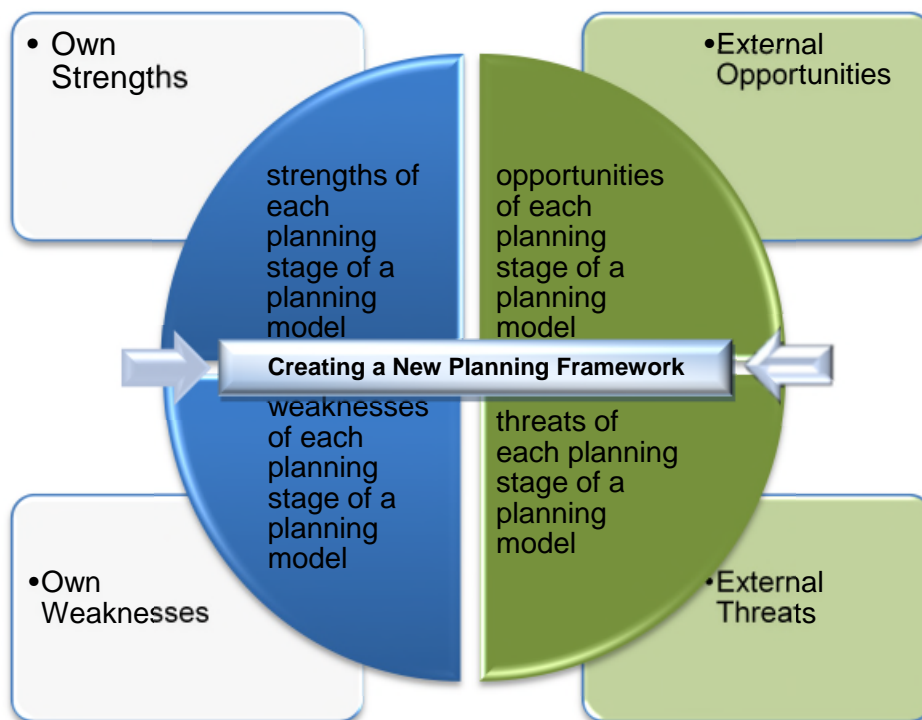 • Own
Strengths
•External
Opportunities
strengths of
each
planning
stage of a
planning
model
opportunities
of each
planning
stage of a
planning
model
Creating a New Planning Framework
weaknesses
of each
planning
stage of a
planning
model
threats of
each planning
stage of a
planning
model
•Own
Weaknesses
•External
Threats